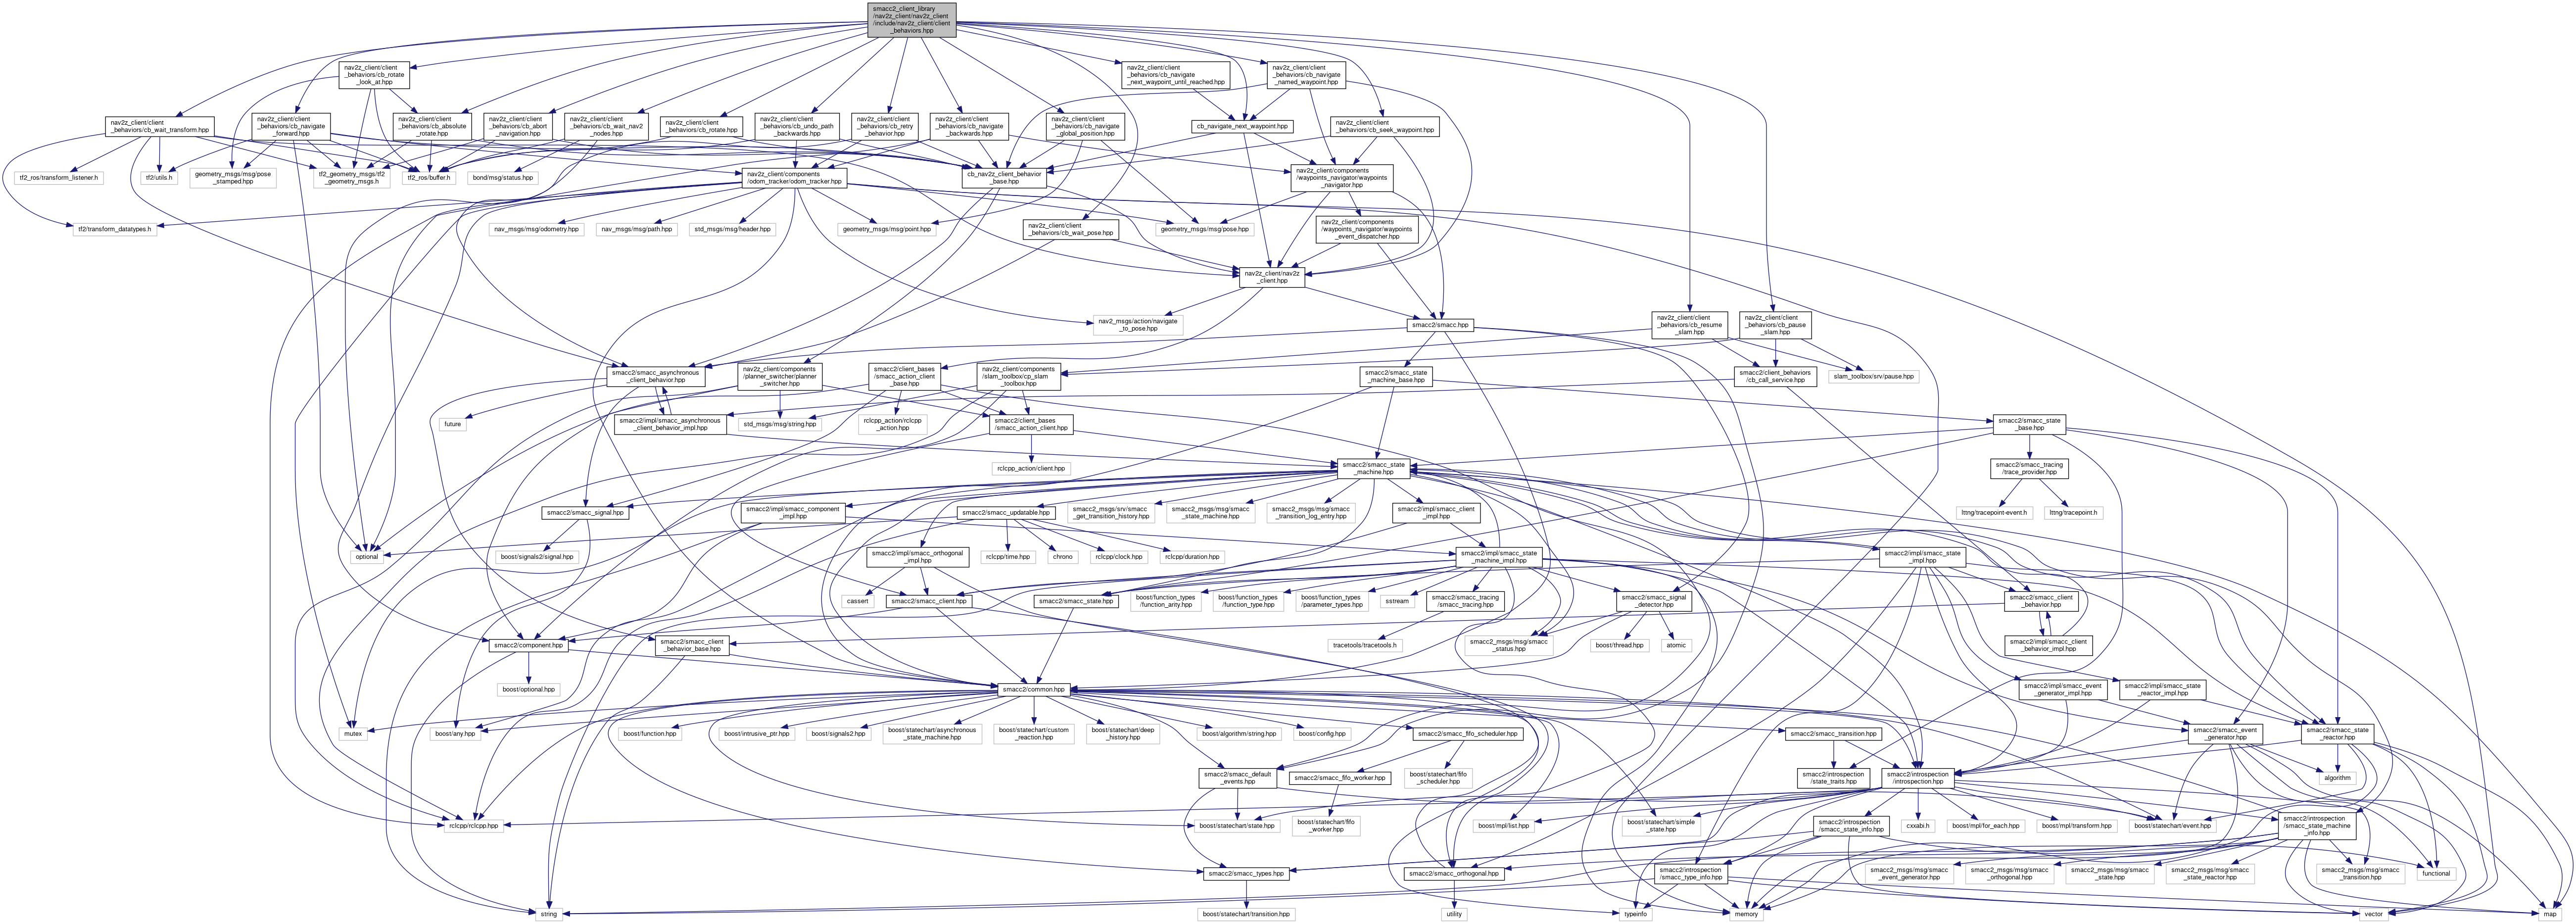 smacc2_client_library
/nav2z_client/nav2z_client
/include/nav2z_client/client
_behaviors.hpp
nav2z_client/client
_behaviors/cb_rotate
_look_at.hpp
nav2z_client/client
_behaviors/cb_navigate
_next_waypoint_until_reached.hpp
nav2z_client/client
_behaviors/cb_navigate
_named_waypoint.hpp
nav2z_client/client
_behaviors/cb_wait_transform.hpp
nav2z_client/client
_behaviors/cb_navigate
_forward.hpp
nav2z_client/client
_behaviors/cb_absolute
_rotate.hpp
nav2z_client/client
_behaviors/cb_abort
_navigation.hpp
nav2z_client/client
_behaviors/cb_wait_nav2
_nodes.hpp
nav2z_client/client
_behaviors/cb_rotate.hpp
nav2z_client/client
_behaviors/cb_undo_path
_backwards.hpp
nav2z_client/client
_behaviors/cb_retry
_behavior.hpp
nav2z_client/client
_behaviors/cb_navigate
_backwards.hpp
nav2z_client/client
_behaviors/cb_navigate
_global_position.hpp
cb_navigate_next_waypoint.hpp
nav2z_client/client
_behaviors/cb_seek_waypoint.hpp
tf2_ros/transform_listener.h
tf2/utils.h
geometry_msgs/msg/pose
_stamped.hpp
tf2_geometry_msgs/tf2
_geometry_msgs.h
tf2_ros/buffer.h
bond/msg/status.hpp
nav2z_client/components
/odom_tracker/odom_tracker.hpp
cb_nav2z_client_behavior
_base.hpp
nav2z_client/components
/waypoints_navigator/waypoints
_navigator.hpp
tf2/transform_datatypes.h
nav_msgs/msg/odometry.hpp
nav_msgs/msg/path.hpp
std_msgs/msg/header.hpp
geometry_msgs/msg/point.hpp
nav2z_client/client
_behaviors/cb_wait_pose.hpp
geometry_msgs/msg/pose.hpp
nav2z_client/components
/waypoints_navigator/waypoints
_event_dispatcher.hpp
nav2z_client/nav2z
_client.hpp
nav2_msgs/action/navigate
_to_pose.hpp
smacc2/smacc.hpp
nav2z_client/client
_behaviors/cb_resume
_slam.hpp
nav2z_client/client
_behaviors/cb_pause
_slam.hpp
smacc2/smacc_asynchronous
_client_behavior.hpp
nav2z_client/components
/planner_switcher/planner
_switcher.hpp
smacc2/client_bases
/smacc_action_client
_base.hpp
nav2z_client/components
/slam_toolbox/cp_slam
_toolbox.hpp
smacc2/smacc_state
_machine_base.hpp
smacc2/client_behaviors
/cb_call_service.hpp
slam_toolbox/srv/pause.hpp
future
smacc2/impl/smacc_asynchronous
_client_behavior_impl.hpp
std_msgs/msg/string.hpp
rclcpp_action/rclcpp
_action.hpp
smacc2/client_bases
/smacc_action_client.hpp
smacc2/smacc_state
_base.hpp
rclcpp_action/client.hpp
smacc2/smacc_state
_machine.hpp
smacc2/smacc_tracing
/trace_provider.hpp
smacc2/smacc_signal.hpp
smacc2/impl/smacc_component
_impl.hpp
smacc2/smacc_updatable.hpp
smacc2_msgs/srv/smacc
_get_transition_history.hpp
smacc2_msgs/msg/smacc
_state_machine.hpp
smacc2_msgs/msg/smacc
_transition_log_entry.hpp
smacc2/impl/smacc_client
_impl.hpp
lttng/tracepoint-event.h
lttng/tracepoint.h
optional
boost/signals2/signal.hpp
smacc2/impl/smacc_orthogonal
_impl.hpp
rclcpp/time.hpp
chrono
rclcpp/clock.hpp
rclcpp/duration.hpp
smacc2/impl/smacc_state
_machine_impl.hpp
smacc2/impl/smacc_state
_impl.hpp
cassert
smacc2/smacc_client.hpp
smacc2/smacc_state.hpp
boost/function_types
/function_arity.hpp
boost/function_types
/function_type.hpp
boost/function_types
/parameter_types.hpp
sstream
smacc2/smacc_tracing
/smacc_tracing.hpp
smacc2/smacc_signal
_detector.hpp
smacc2/smacc_client
_behavior.hpp
smacc2/component.hpp
smacc2/smacc_client
_behavior_base.hpp
tracetools/tracetools.h
smacc2_msgs/msg/smacc
_status.hpp
boost/thread.hpp
atomic
smacc2/impl/smacc_client
_behavior_impl.hpp
boost/optional.hpp
smacc2/common.hpp
smacc2/impl/smacc_event
_generator_impl.hpp
smacc2/impl/smacc_state
_reactor_impl.hpp
mutex
boost/any.hpp
boost/function.hpp
boost/intrusive_ptr.hpp
boost/signals2.hpp
boost/statechart/asynchronous
_state_machine.hpp
boost/statechart/custom
_reaction.hpp
boost/statechart/deep
_history.hpp
boost/algorithm/string.hpp
boost/config.hpp
smacc2/smacc_fifo_scheduler.hpp
smacc2/smacc_transition.hpp
smacc2/smacc_event
_generator.hpp
smacc2/smacc_state
_reactor.hpp
smacc2/smacc_default
_events.hpp
smacc2/smacc_fifo_worker.hpp
boost/statechart/fifo
_scheduler.hpp
smacc2/introspection
/state_traits.hpp
smacc2/introspection
/introspection.hpp
algorithm
rclcpp/rclcpp.hpp
boost/statechart/state.hpp
boost/statechart/fifo
_worker.hpp
boost/mpl/list.hpp
boost/statechart/simple
_state.hpp
smacc2/introspection
/smacc_state_info.hpp
cxxabi.h
boost/mpl/for_each.hpp
boost/mpl/transform.hpp
boost/statechart/event.hpp
smacc2/introspection
/smacc_state_machine
_info.hpp
smacc2/smacc_types.hpp
smacc2/smacc_orthogonal.hpp
smacc2/introspection
/smacc_type_info.hpp
smacc2_msgs/msg/smacc
_event_generator.hpp
smacc2_msgs/msg/smacc
_orthogonal.hpp
smacc2_msgs/msg/smacc
_state.hpp
smacc2_msgs/msg/smacc
_state_reactor.hpp
smacc2_msgs/msg/smacc
_transition.hpp
functional
string
boost/statechart/transition.hpp
utility
typeinfo
memory
vector
map